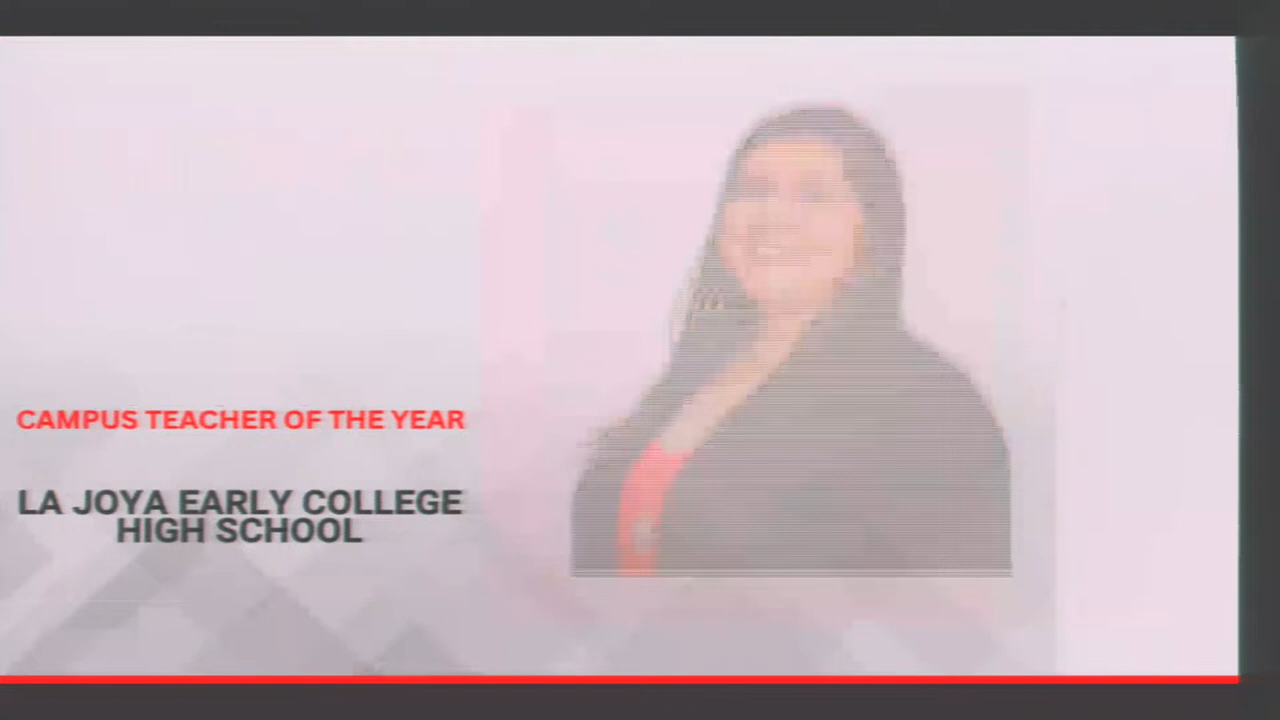 CAMPUS TEACHER OF THE YEAR
LA JOYA EARLY COLLEGE
HIGH SCHOOL